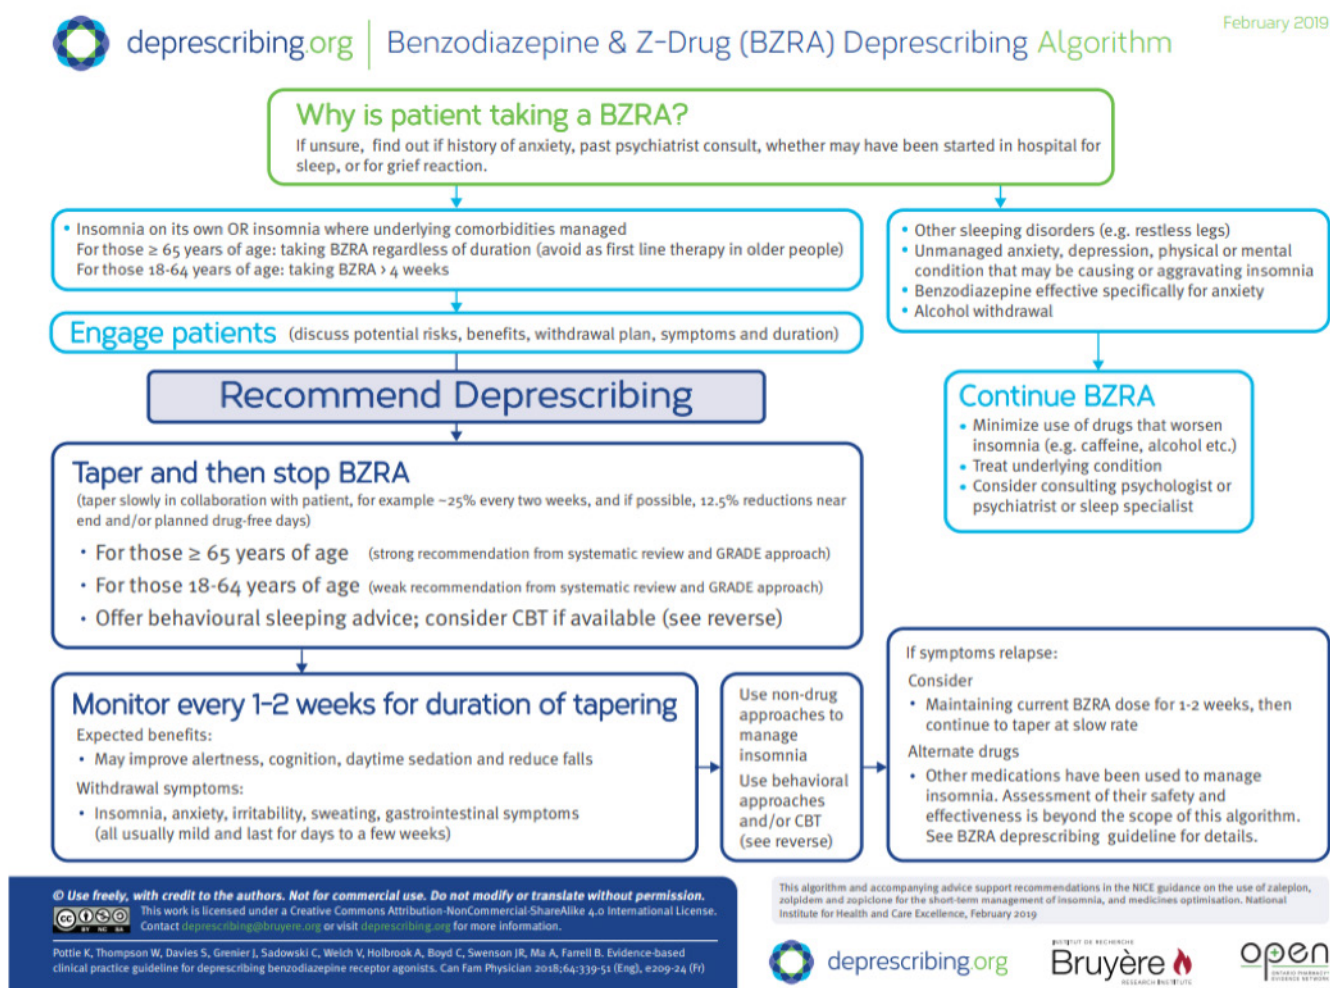 deprescribing.org
Benzodiazepine & Z-Drug (BZRA) Deprescribing Algorithm
February 2019
Why is patient taking a BZRA?
If unsure, find out if history of anxiety, past psychiatrist consult, whether may have been started in hospital for
sleep, or for grief reaction.
• Insomnia on its own OR insomnia where underlying comorbidities managed
For those ≥ 65 years of age: taking BZRA regardless of duration (avoid as first line therapy in older people)
For those 18-64 years of age: taking BZRA > 4 weeks
• Other sleeping disorders (e.g. restless legs)
• Unmanaged anxiety, depression, physical or mental
condition that may be causing or aggravating insomnia
• Benzodiazepine effective specifically for anxiety
• Alcohol withdrawal
Engage patients (discuss potential risks, benefits, withdrawal plan, symptoms and duration)
Recommend Deprescribing
Continue BZRA
• Minimize use of drugs that worsen
insomnia (e.g. caffeine, alcohol etc.)
• Treat underlying condition
• Consider consulting psychologist or
psychiatrist or sleep specialist
Taper and then stop BZRA
(taper slowly in collaboration with patient, for example ~25% every two weeks, and if possible, 12.5% reductions near
end and/or planned drug-free days)
• For those ≥ 65 years of age (strong recommendation from systematic review and GRADE approach)
• For those 18-64 years of age (weak recommendation from systematic review and GRADE approach)
• Offer behavioural sleeping advice; consider CBT if available (see reverse)
Monitor every 1-2 weeks for duration of tapering
Expected benefits:
• May improve alertness, cognition, daytime sedation and reduce falls
Withdrawal symptoms:
• Insomnia, anxiety, irritability, sweating, gastrointestinal symptoms
(all usually mild and last for days to a few weeks)
Use non-drug
approaches to
manage
insomnia
Use behavioral
approaches
and/or CBT
(see reverse)
If symptoms relapse:
Consider
• Maintaining current BZRA dose for 1-2 weeks, then
continue to taper at slow rate
Alternate drugs
• Other medications have been used to manage
insomnia. Assessment of their safety and
effectiveness is beyond the scope of this algorithm.
See BZRA deprescribing guideline for details.
© Use freely, with credit to the authors. Not for commercial use. Do not modify or translate without permission.
cc BY NC SA
This work is licensed under a Creative Commons Attribution-NonCommercial-ShareAlike 4.0 International License.
Contact deprescribing@bruyere.org or visit deprescribing.org for more information.
Pottie K, Thompson W, Davies S, Grenier J, Sadowski C, Welch V, Holbrook A, Boyd C, Swenson JR, Ma A, Farrell B. Evidence-based
clinical practice guideline for deprescribing benzodiazepine receptor agonists. Can Fam Physician 2018;64:339-51 (Eng), e209-24 (Fr)
This algorithm and accompanying advice support recommendations in the NICE guidance on the use of zaleplon,
zolpidem and zopiclone for the short-term management of insomnia, and medicines optimisation. National
Institute for Health and Care Excellence, February 2019
deprescribing.org
INSTITUT DE RECHERCHE
Bruyère
RESEARCH INSTITUTE
open
ONTARIO PHARMACY
EVIDENCE NETWORK